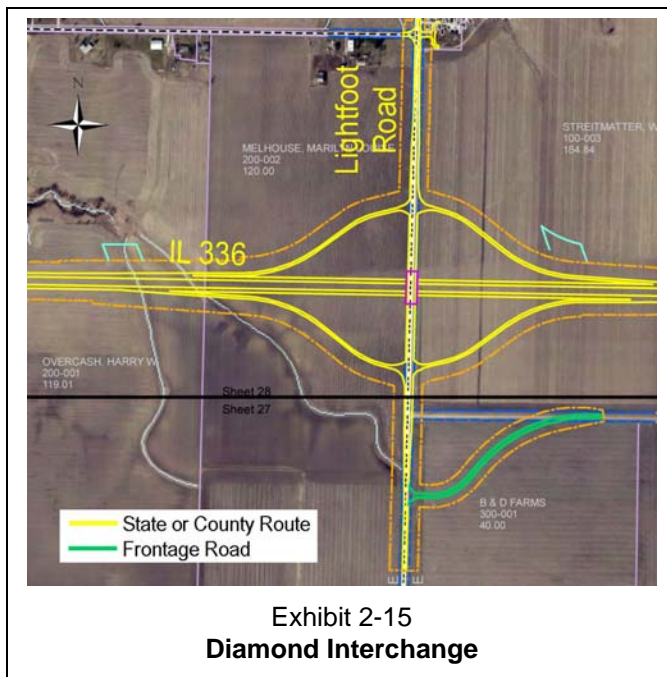 N
Lightfoot
Road
STREITMATTER, W
100-003
164.84
MELHOUSE, MARIL
200-002
120.00
IL 336
OVERCASH, HARRY W.
200-001
119.01
Sheet 28
Sheet 27
B & D FARMS
300-001
40.00
State or County Route
Frontage Road
E
E
Exhibit 2-15
Diamond Interchange